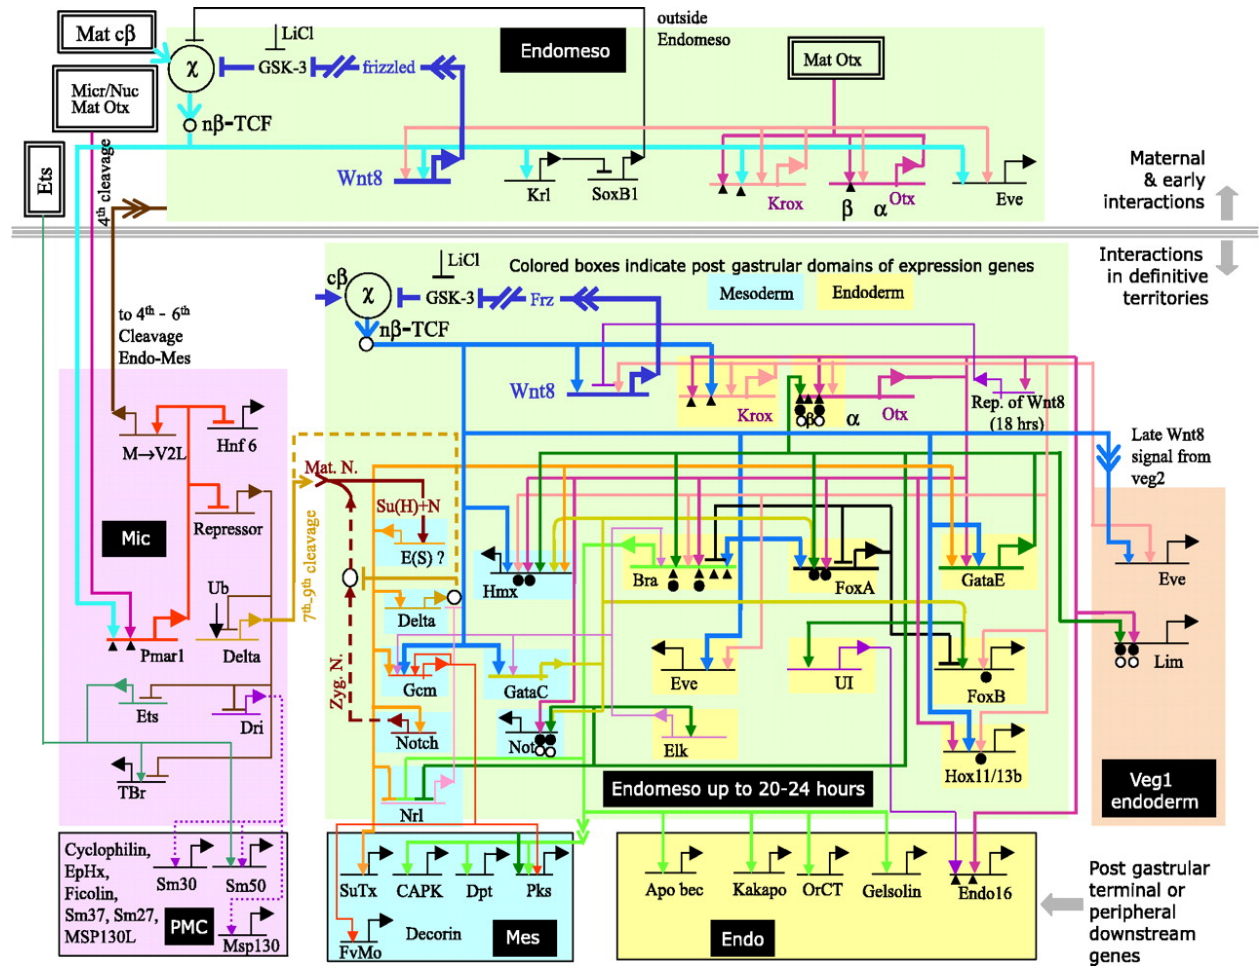 Mat cβ
χ
LiCl
GSK-3
frizzled
Endomeso
outside
Endomeso
Mat Otx
Micr/Nuc
Mat Otx
nβ-TCF
Ets
4th cleavage
Wnt8
Krl
SoxB1
Krox
β
α
Otx
Eve
Maternal
& early
interactions
Interactions
in definitive
territories
cβ
χ
LiCl
GSK-3
Frz
nβ-TCF
Colored boxes indicate post gastrular domains of expression genes
Mesoderm
Endoderm
to 4th - 6th
Cleavage
Endo-Mes
Wnt8
Krox
β
α
Otx
Rep. of Wnt8
(18 hrs)
Late Wnt8
signal from
veg2
M→V2L
Hnf 6
Repressor
Mic
Ub
Pmar1
Delta
Ets
Dri
TBr
7th-9th cleavage
Mat. N.
Su(H)+N
E(S) ?
Delta
Zyg. N.
Gcm
Notch
Nrl
Hmx
GataC
Not
Bra
FoxA
GataE
Eve
UI
FoxB
Elk
Hox11/13b
Eve
Lim
Veg1
endoderm
Endomeso up to 20-24 hours
Cyclophilin,
EpHx,
Ficolin,
Sm37, Sm27,
MSP130L
PMC
Sm30
Sm50
Msp130
SuTx
CAPK
Dpt
Pks
FvMo
Decorin
Mes
Apo bec
Kakapo
OrCT
Gelsolin
Endo16
Endo
Post gastrular
terminal or
peripheral
downstream
genes